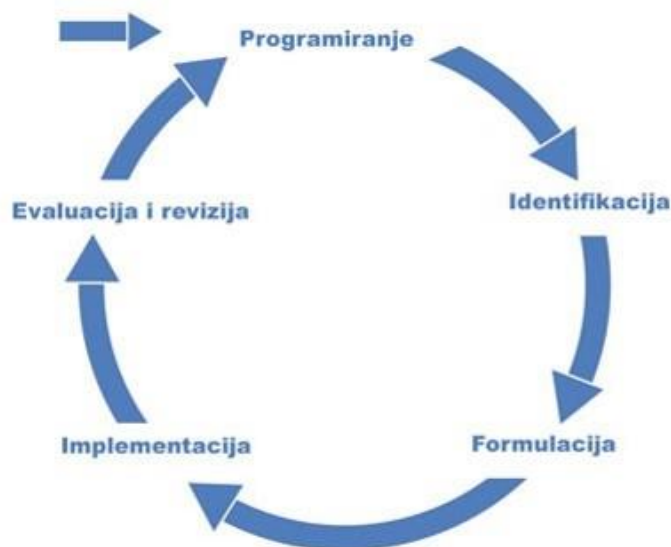 Programiranje
Identifikacija
Formulacija
Implementacija
Evaluacija i revizija